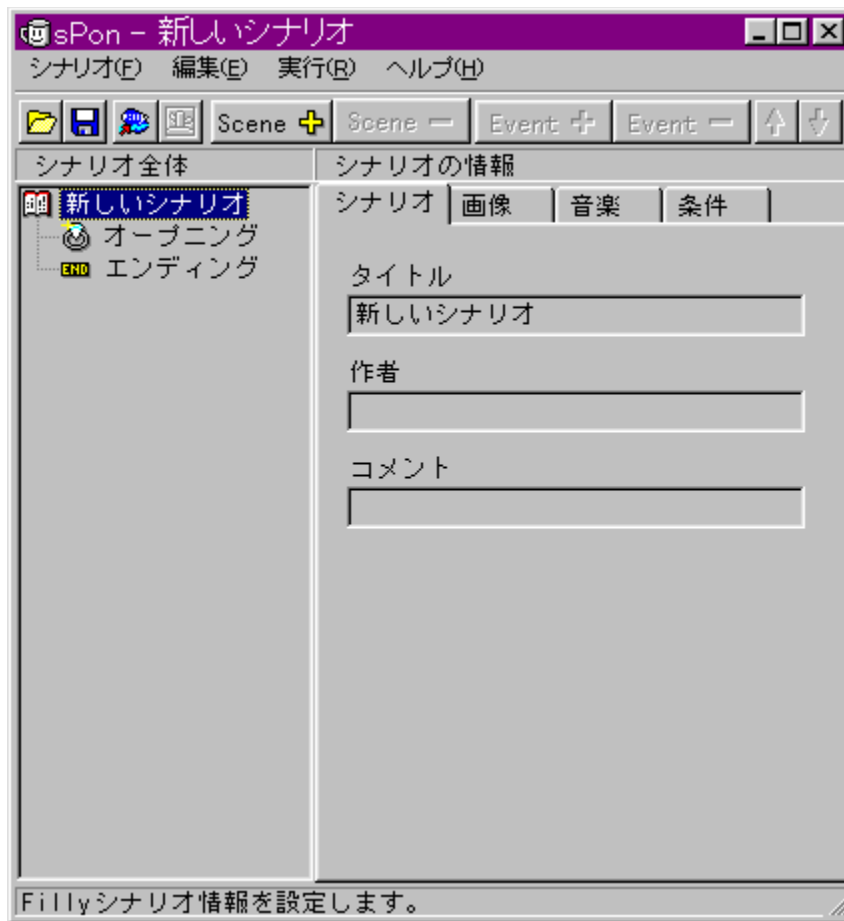 sPon - 新しいシナリオ
シナリオ(F) 編集(E) 実行(R) ヘルプ(H)
Scene Scene Event Event
シナリオ全体 シナリオの情報
新しいシナリオ シナリオ 画像 音楽 条件
オープニング
END エンディング
タイトル
新しいシナリオ
作者
コメント
Fillyシナリオ情報を設定します。